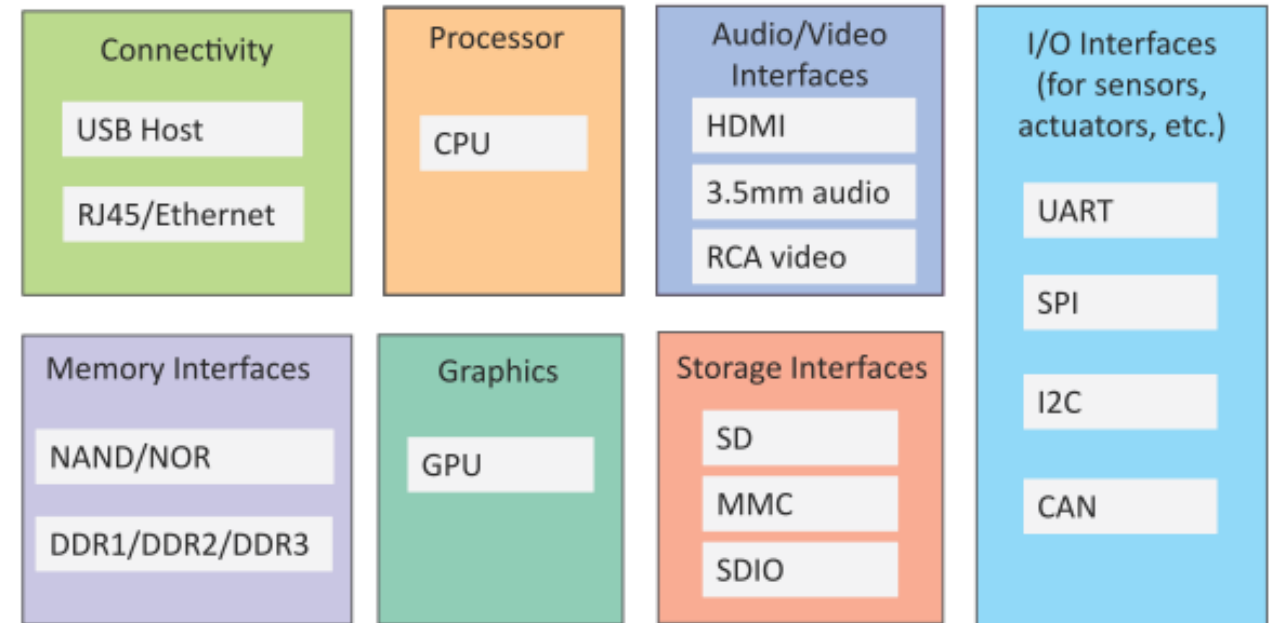 Connectivity
USB Host
RJ45/Ethernet
Processor
CPU
Audio/Video
Interfaces
HDMI
3.5mm audio
RCA video
I/O Interfaces
(for sensors,
actuators, etc.)
UART
SPI
I2C
CAN
Memory Interfaces
NAND/NOR
DDR1/DDR2/DDR3
Graphics
GPU
Storage Interfaces
SD
MMC
SDIO